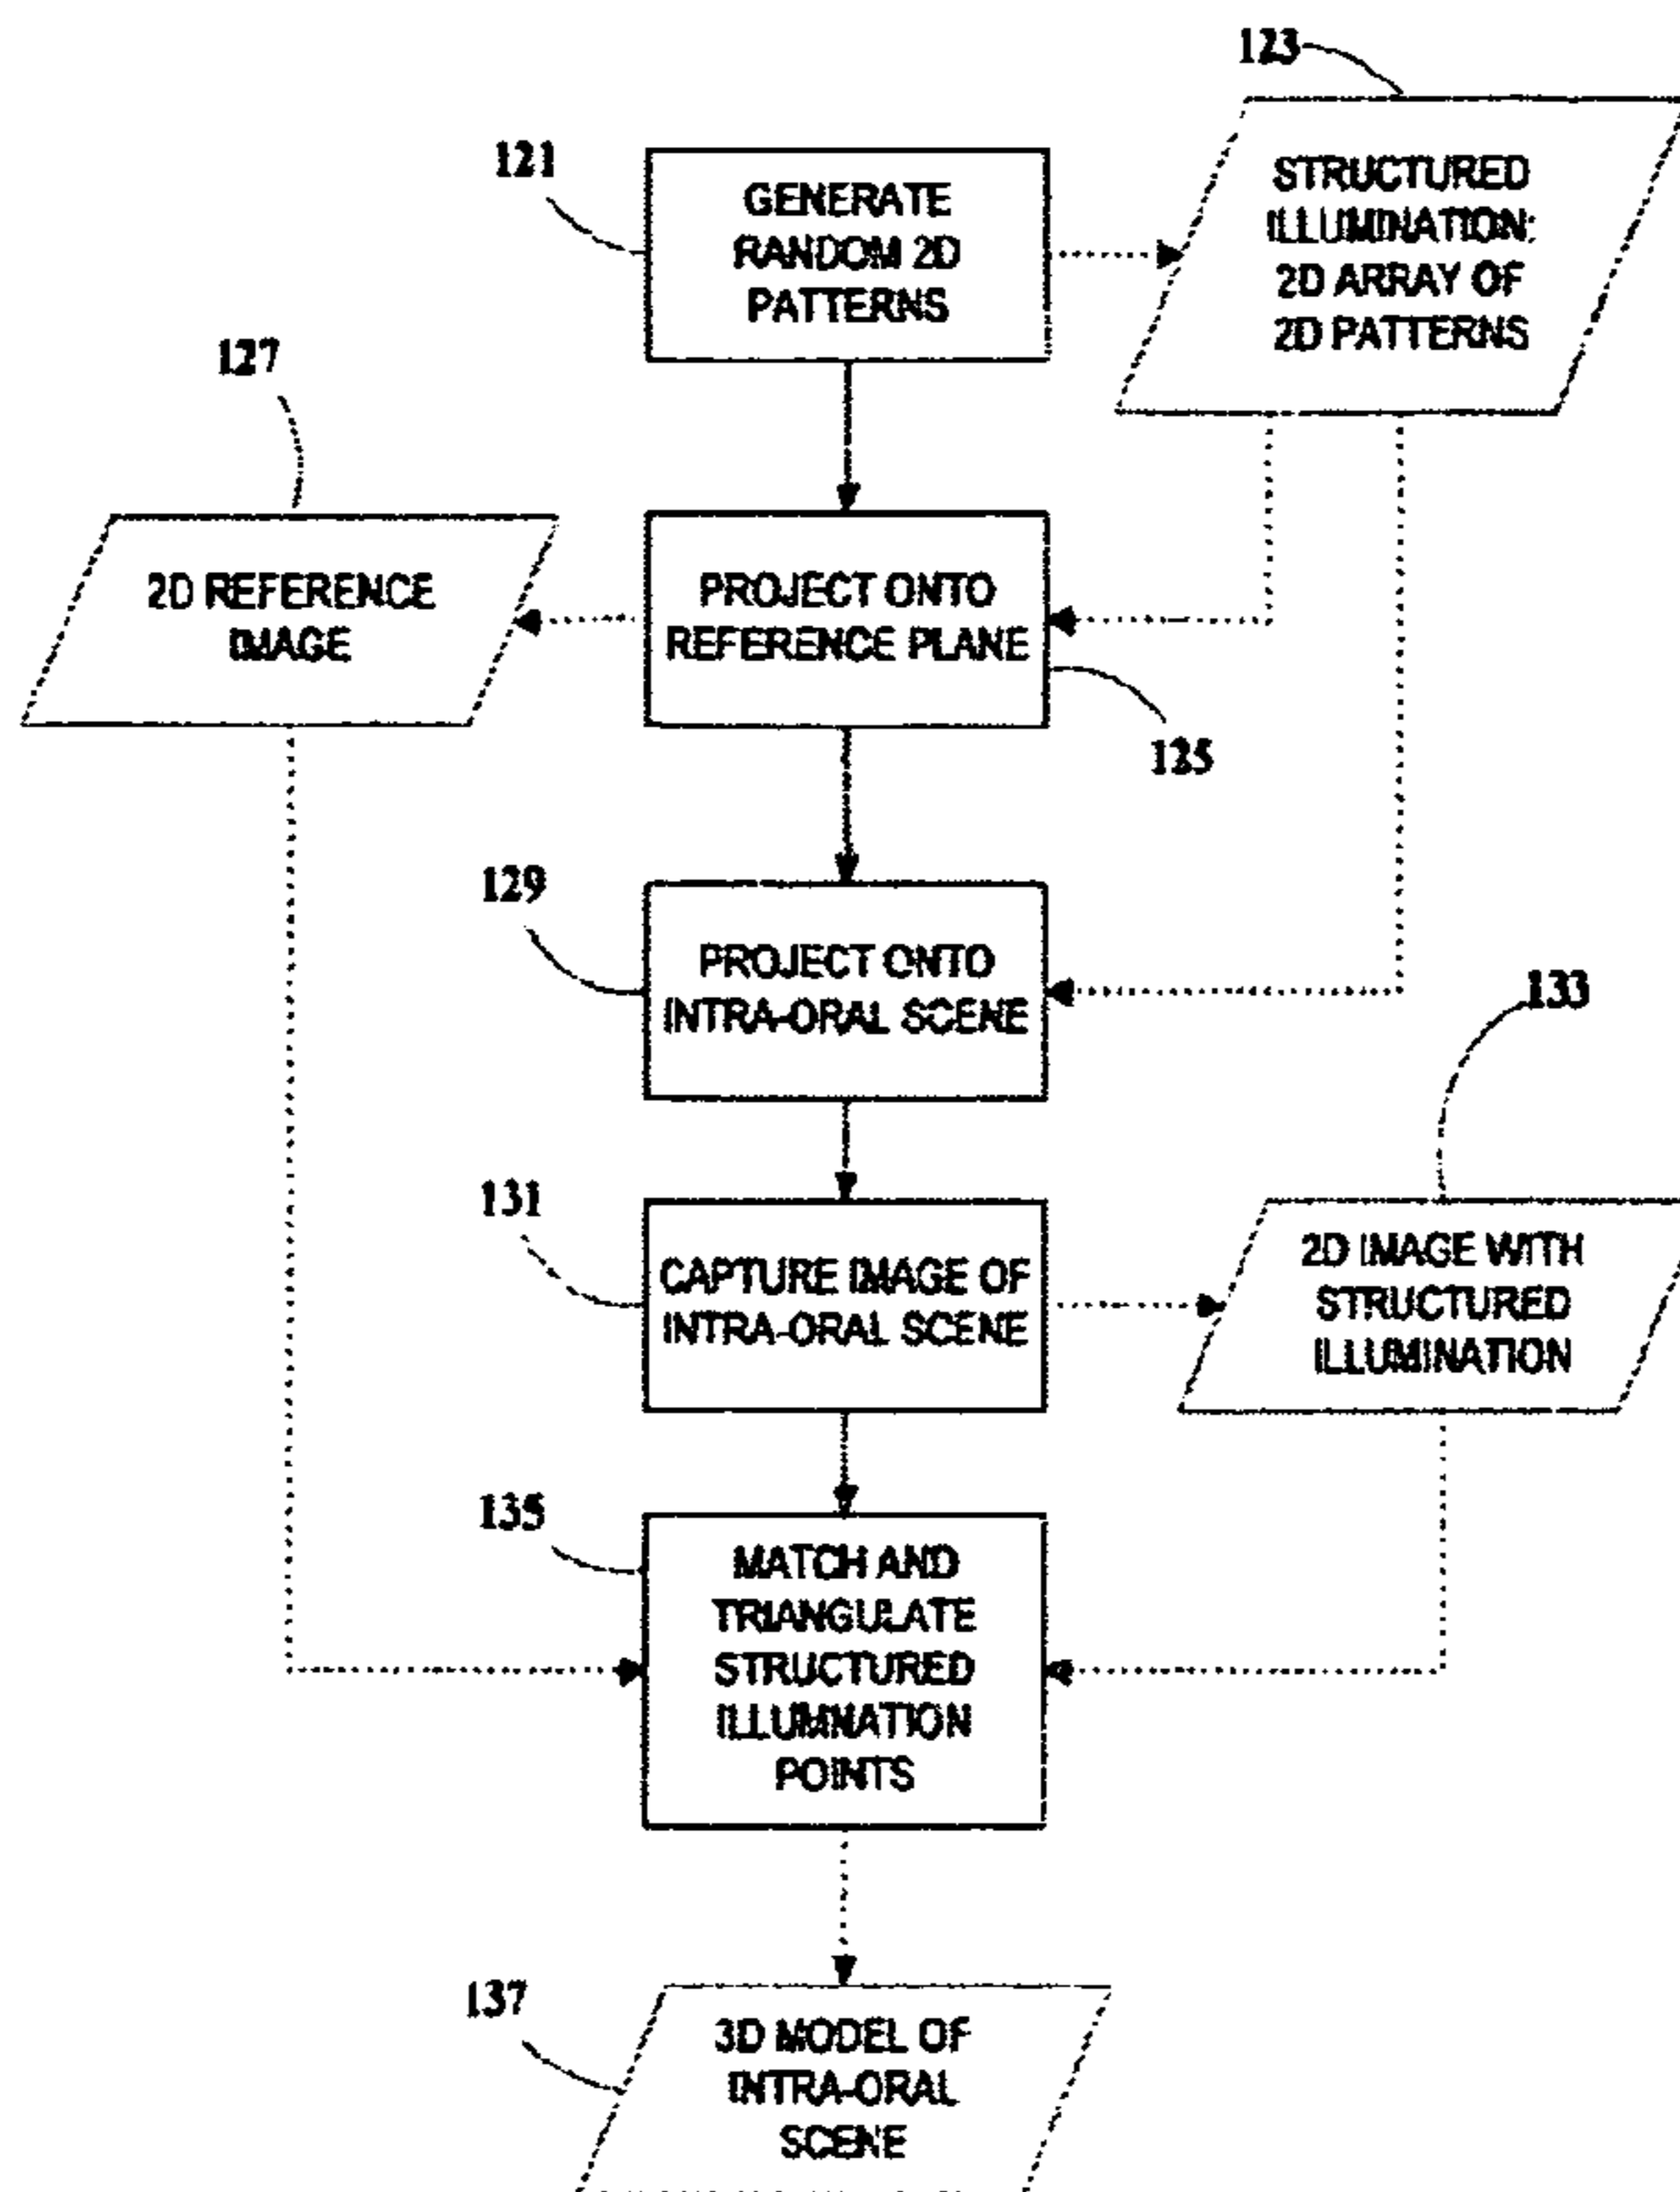 123
121
GENERATE
RANDOM 2D
PATTERNS
STRUCTURED
ILLUMINATION:
2D ARRAY OF
2D PATTERNS
127
2D REFERENCE
IMAGE
PROJECT ONTO
REFERENCE PLANE
125
129
PROJECT ONTO
INTRA-ORAL SCENE
133
131
CAPTURE IMAGE OF
INTRA-ORAL SCENE
2D IMAGE WITH
STRUCTURED
ILLUMINATION
135
MATCH AND
TRIANGULATE
STRUCTURED
ILLUMINATION
POINTS
137
3D MODEL OF
INTRA-ORAL
SCENE